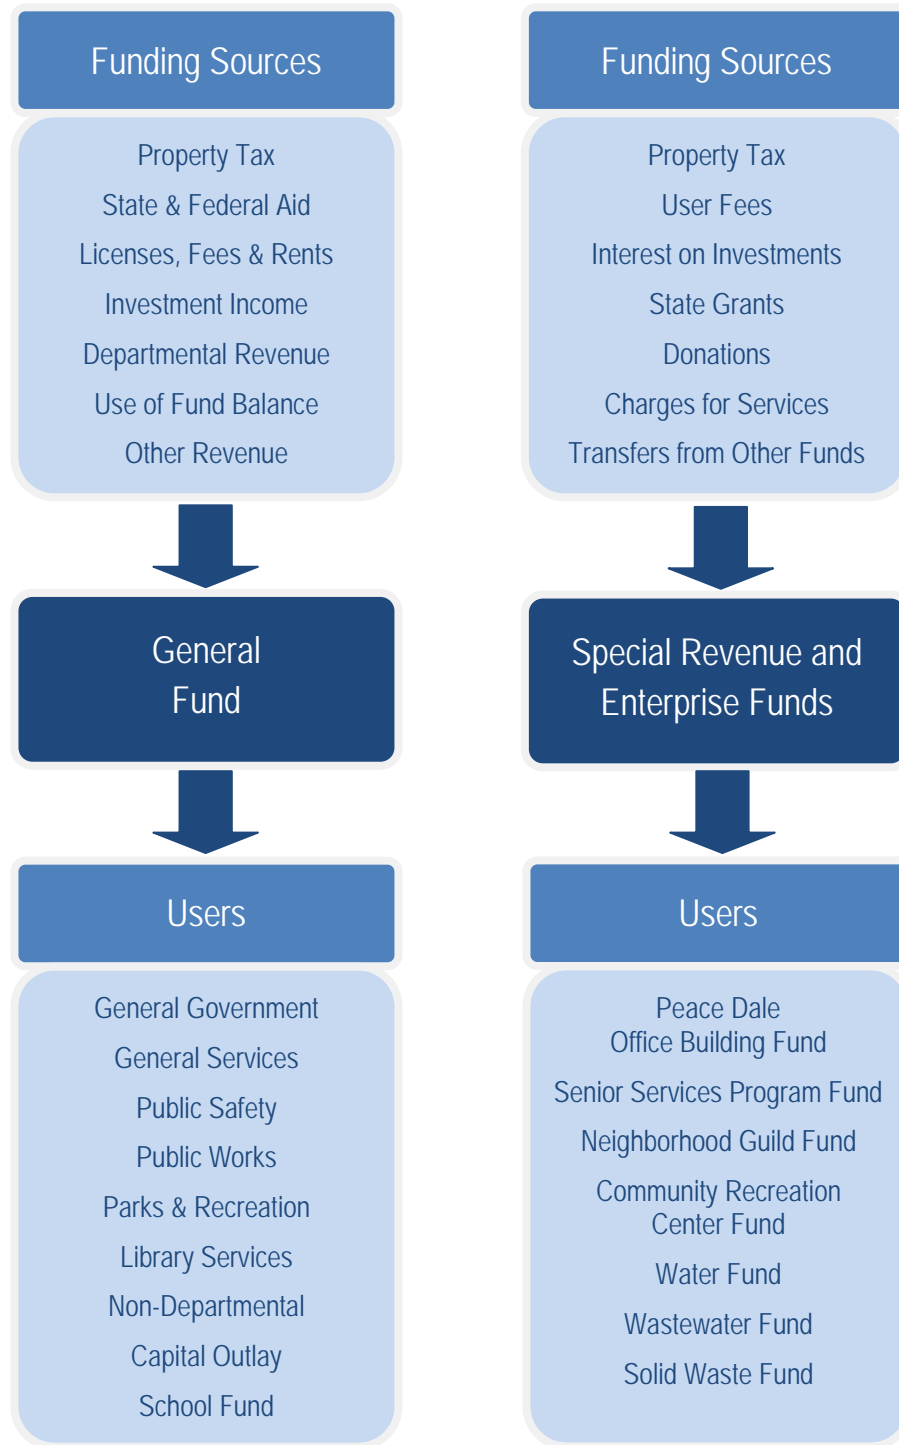 Funding Sources
Property Tax
State & Federal Aid
Licenses, Fees & Rents
Investment Income
Departmental Revenue
Use of Fund Balance
Other Revenue
General
Fund
Users
General Government
General Services
Public Safety
Public Works
Parks & Recreation
Library Services
Non-Departmental
Capital Outlay
School Fund
Funding Sources
Property Tax
User Fees
Interest on Investments
State Grants
Donations
Charges for Services
Transfers from Other Funds
Special Revenue and
Enterprise Funds
Users
Peace Dale
Office Building Fund
Senior Services Program Fund
Neighborhood Guild Fund
Community Recreation
Center Fund
Water Fund
Wastewater Fund
Solid Waste Fund